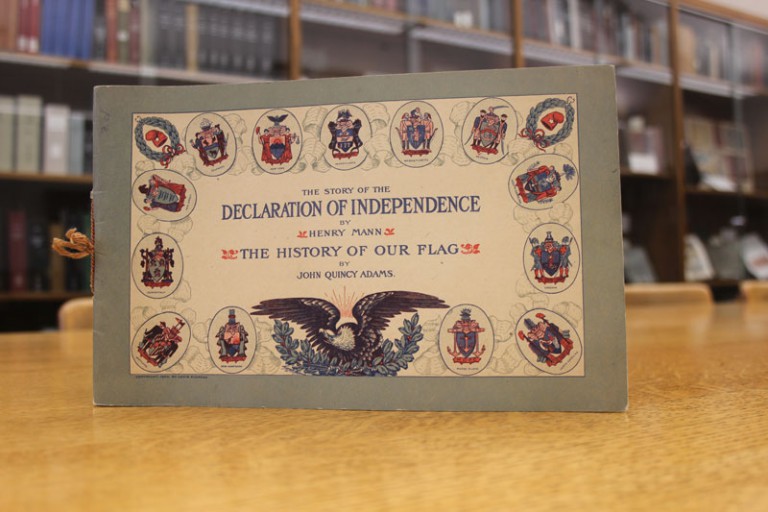 THE STORY OF THE
DECLARATION OF INDEPENDENCE
BY
HENRY MANN
THE HISTORY OF OUR FLAG
BY
JOHN QUINCY ADAMS.